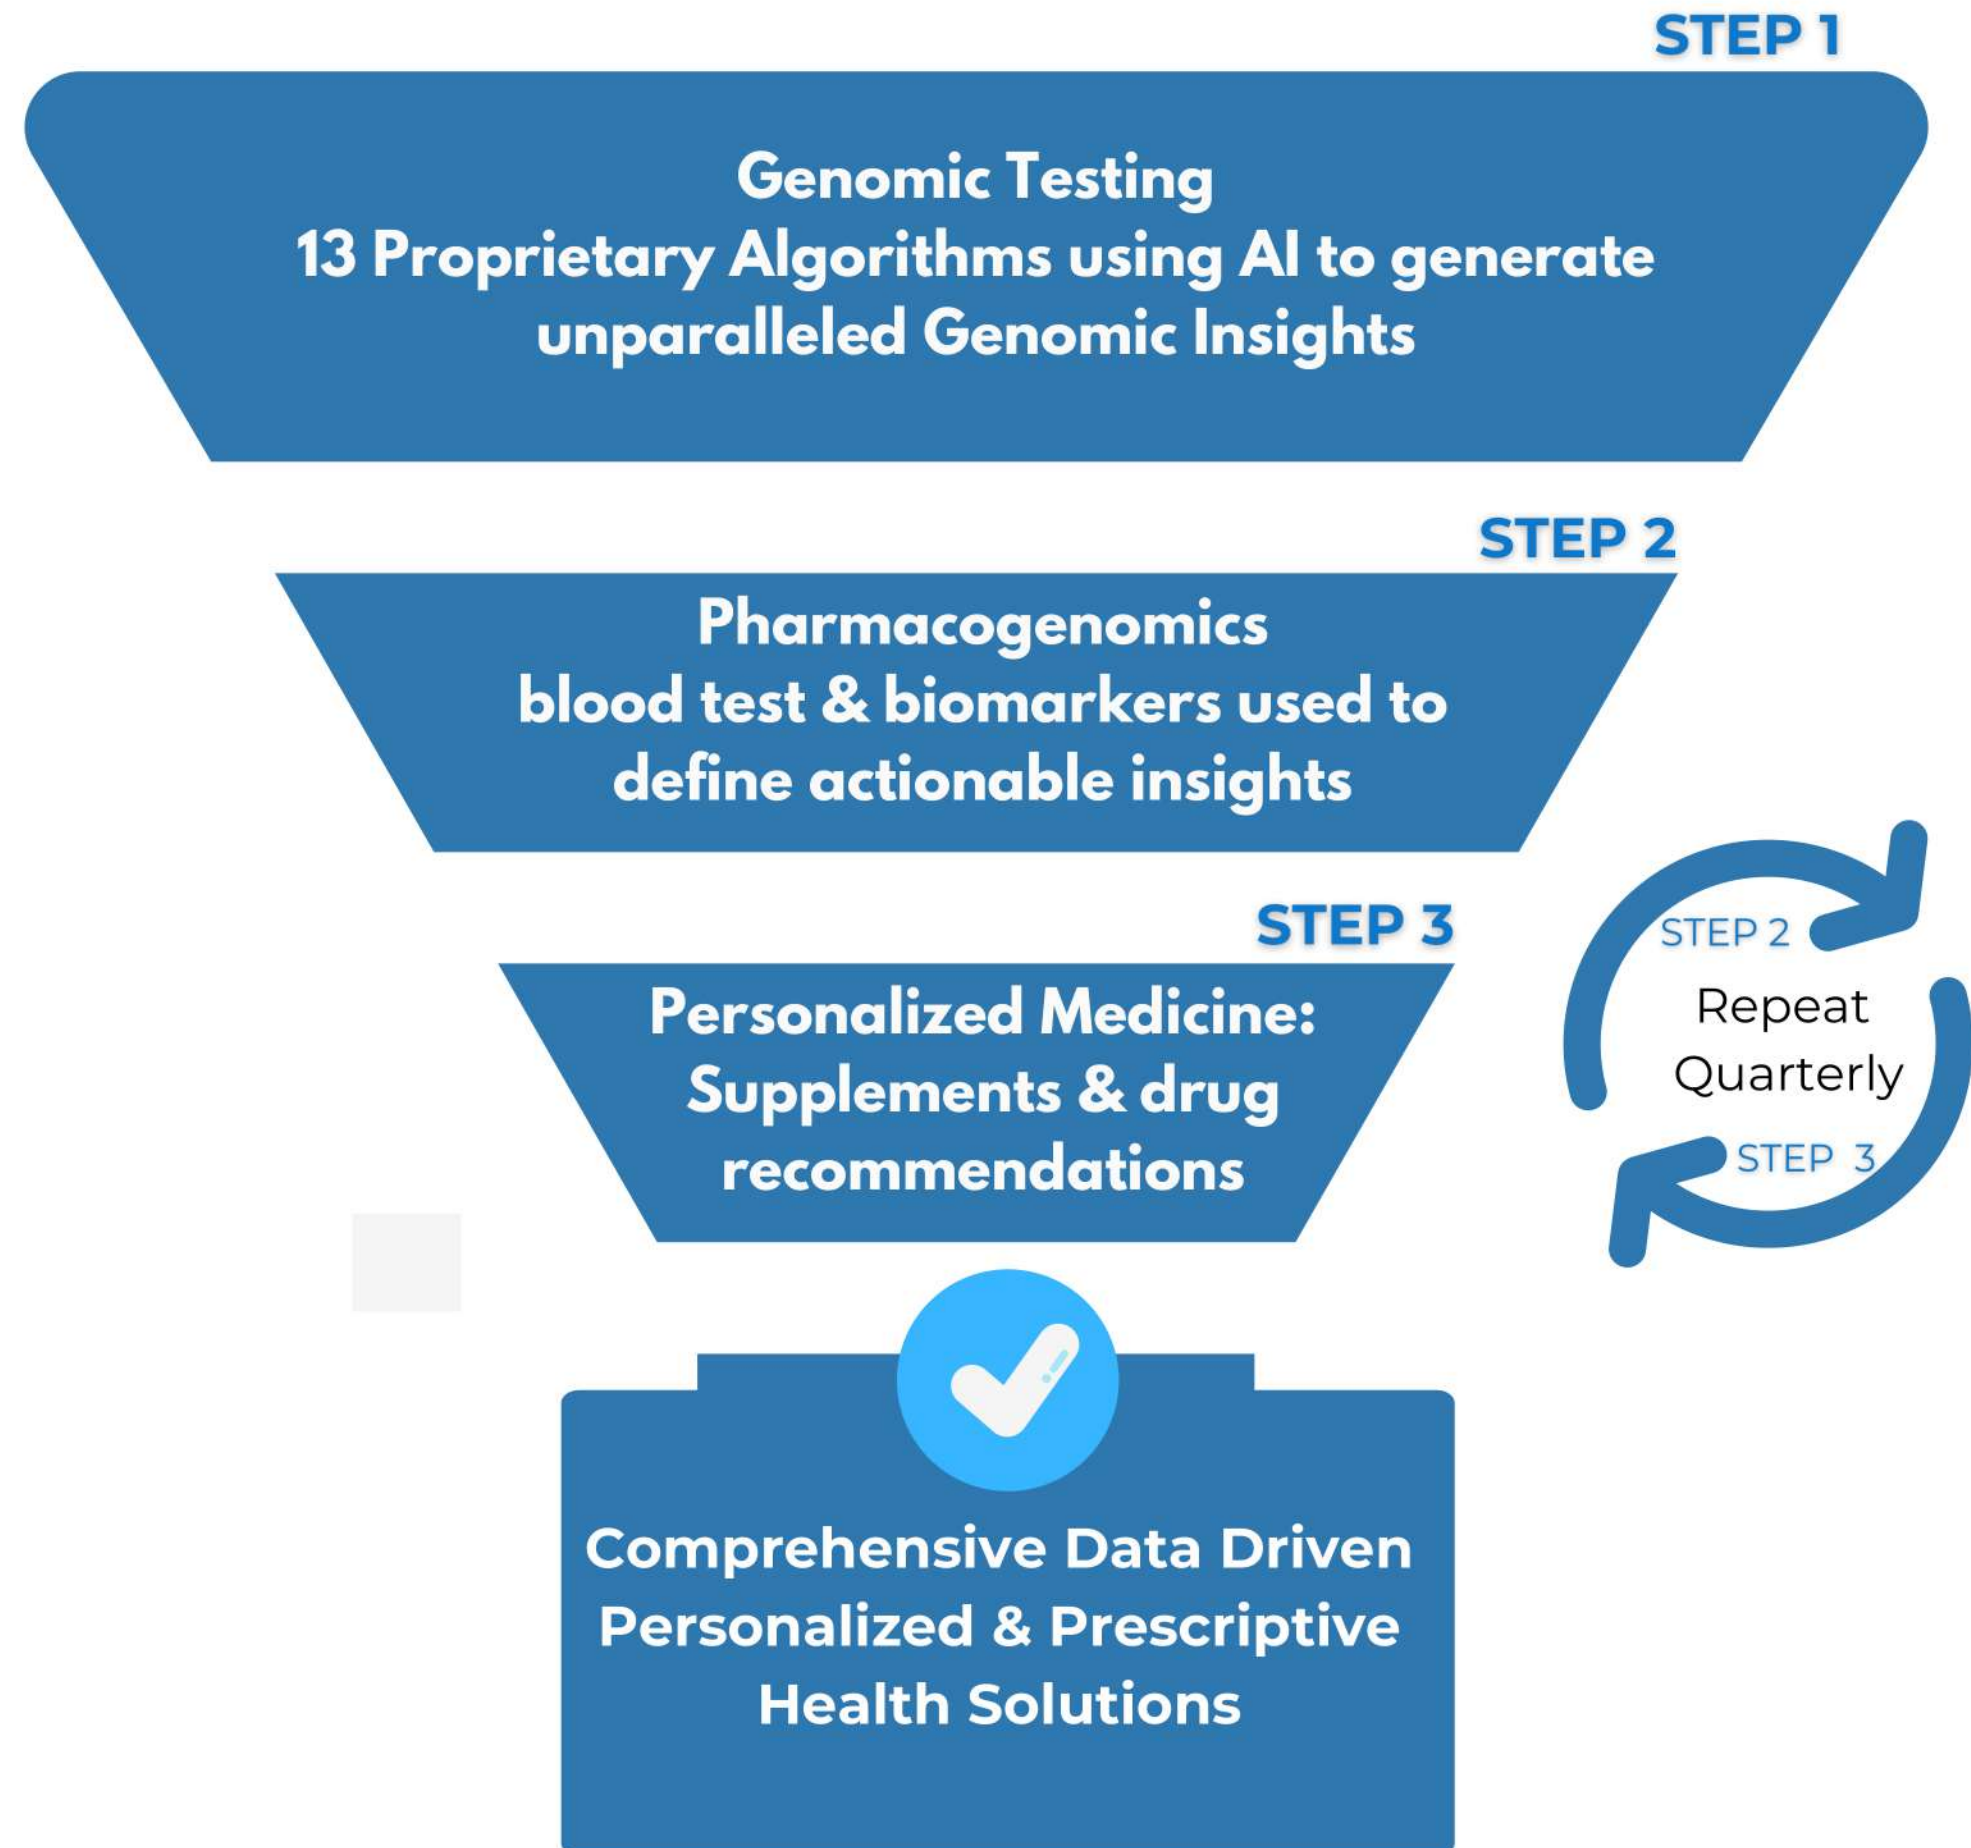 STEP 1
Genomic Testing
13 Proprietary Algorithms using AI to generate
unparalleled Genomic Insights
STEP 2
Pharmacogenomics
blood test & biomarkers used to
define actionable insights
STEP 3
Personalized Medicine:
Supplements & drug
recommendations
STEP 2
Repeat
Quarterly
STEP 3
Comprehensive Data Driven
Personalized & Prescriptive
Health Solutions